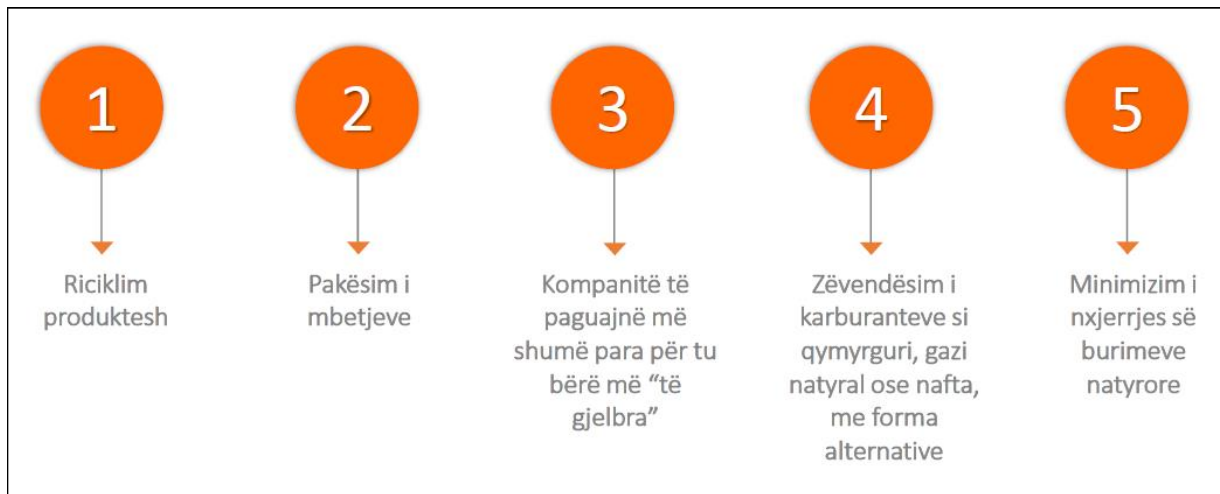 1
Riciklim
produktesh
2
Pakësim i
mbetjeve
3
Kompanitë të
paguajnë më
shumë para për tu
bërë më “të
gjelbra”
4
Zëvendësim i
karburanteve si
qymyrguri, gazi
natyral ose nafta,
me forma
alternative
5
Minimizim i
nxjerrjes së
burimeve
natyrore